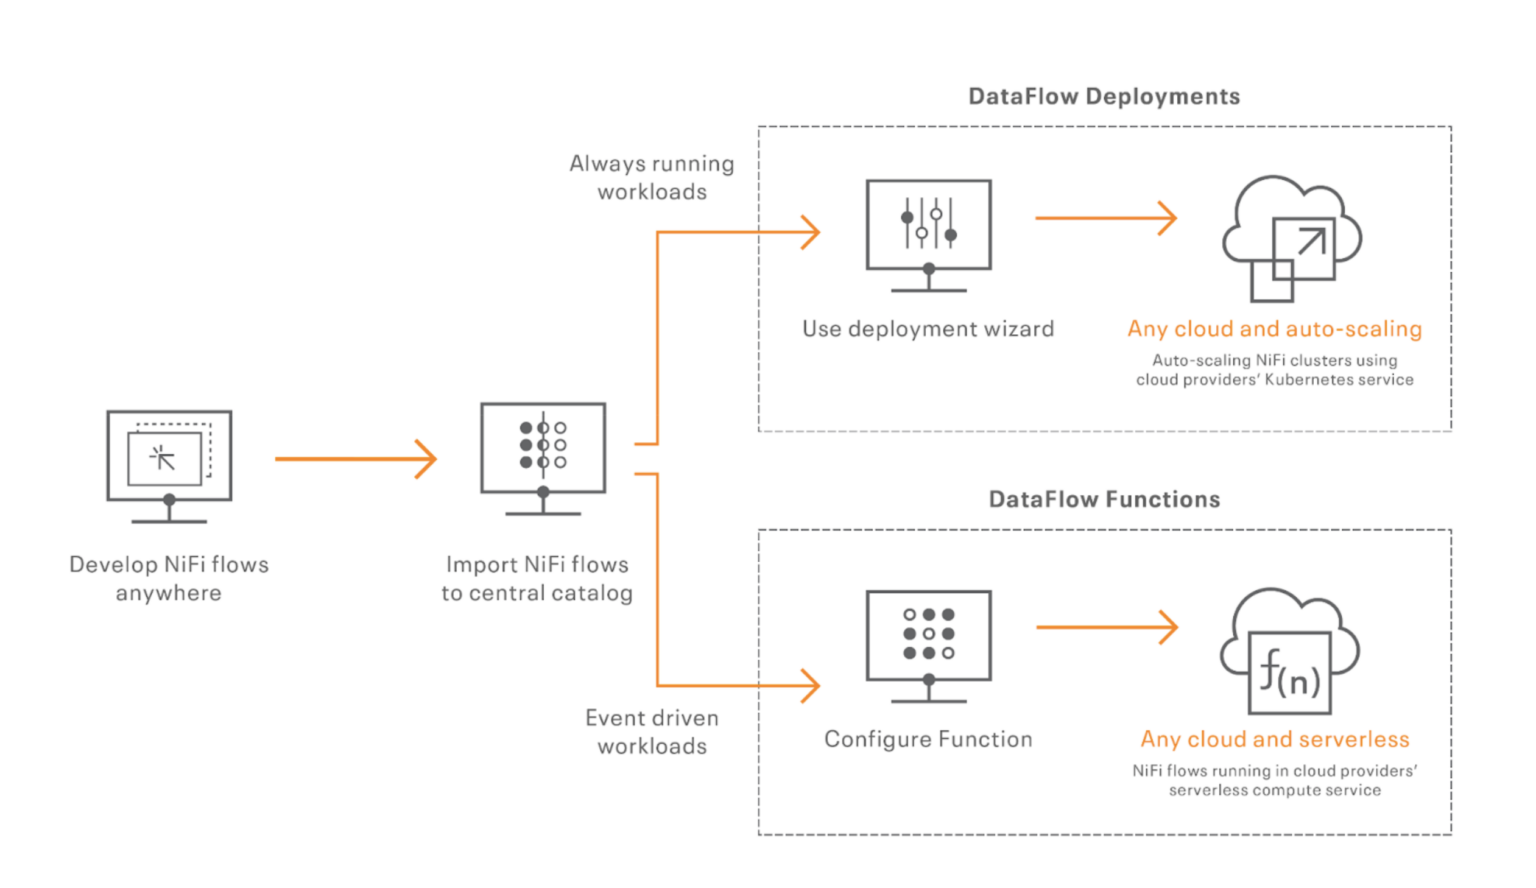 DataFlow Deployments
Always running
workloads
Use deployment wizard
Any cloud and auto-scaling
Auto-scaling NiFi clusters using
cloud providers' Kubernetes service
Develop NiFi flows
anywhere
Import NiFi flows
to central catalog
DataFlow Functions
Event driven
workloads
f(n)
Configure Function
Any cloud and serverless
NiFi flows running in cloud providers'
serverless compute service